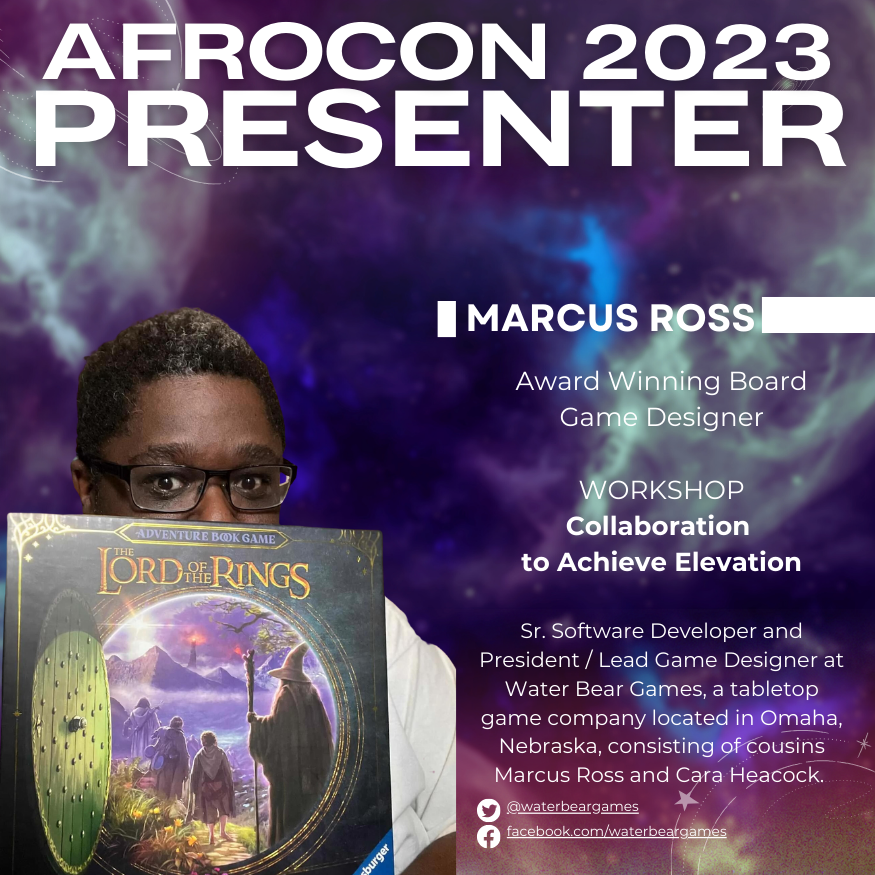 AFROCON 2023
PRESENTER
MARCUS ROSS
Award Winning Board
Game Designer
WORKSHOP
Collaboration
to Achieve Elevation
Sr. Software Developer and
President / Lead Game Designer at
Water Bear Games, a tabletop
game company located in Omaha,
Nebraska, consisting of cousins
Marcus Ross and Cara Heacock.
@waterbeargames
facebook.com/waterbeargames
ADVENTURE BOOK GAME
THE
LORD OF THE RINGS